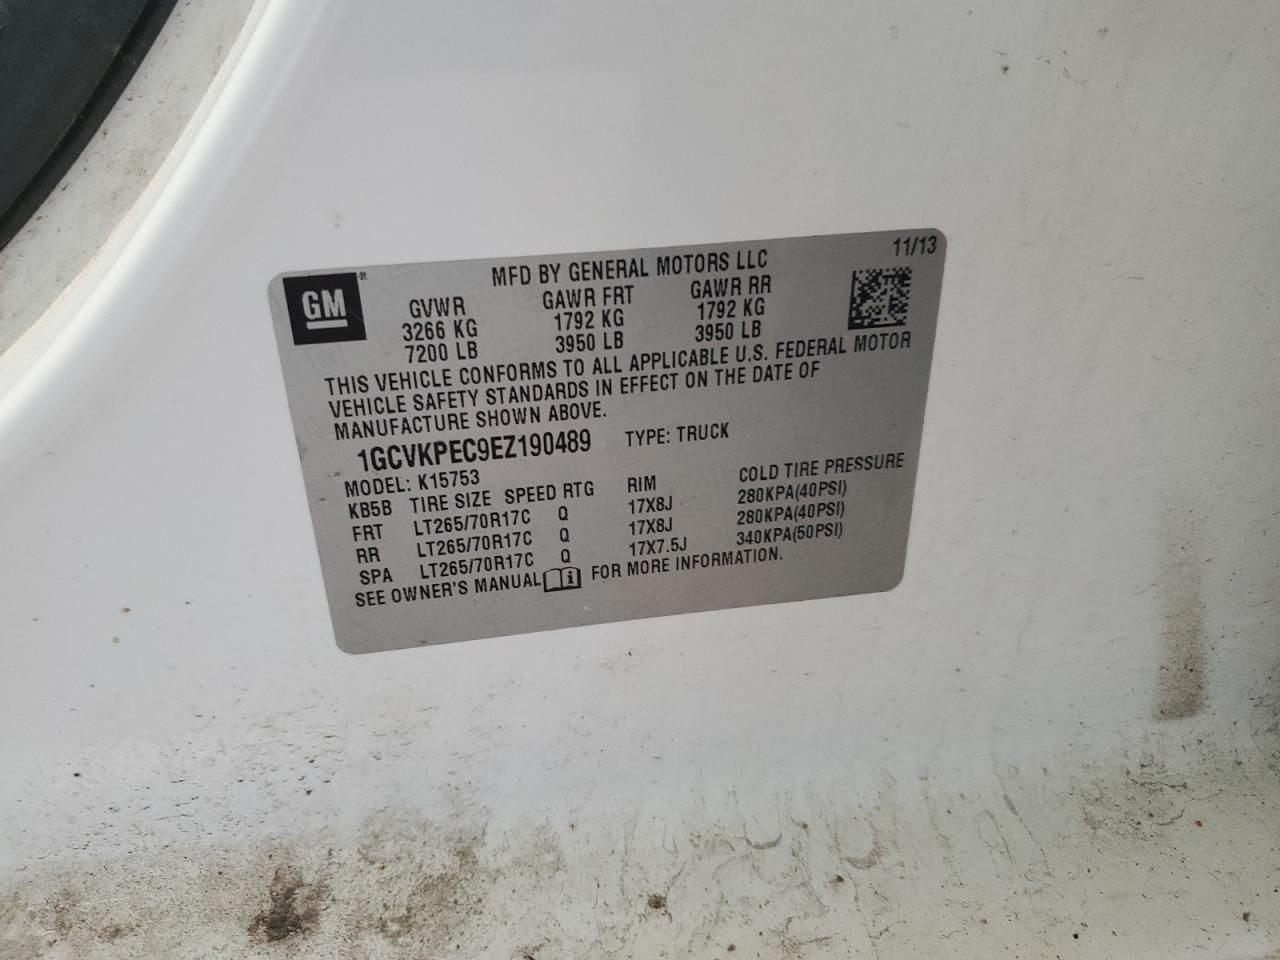 11/13
GM ®
MFD BY GENERAL MOTORS LLC
GVWR GAWR FRT GAWR RR
3266 KG 1792 KG 1792 KG
7200 LB 3950 LB 3950 LB
THIS VEHICLE CONFORMS TO ALL APPLICABLE U.S. FEDERAL MOTOR
VEHICLE SAFETY STANDARDS IN EFFECT ON THE DATE OF
MANUFACTURE SHOWN ABOVE.
1GCVKPEC9EZ190489 TYPE: TRUCK
MODEL: K15753
KB5B TIRE SIZE SPEED RTG RIM COLD TIRE PRESSURE
FRT LT265/70R17C Q 17X8J 280KPA(40PSI)
RR LT265/70R17C Q 17X8J 280KPA(40PSI)
SPA LT265/70R17C Q 17X7.5J 340KPA(50PSI)
SEE OWNER'S MANUAL i FOR MORE INFORMATION.